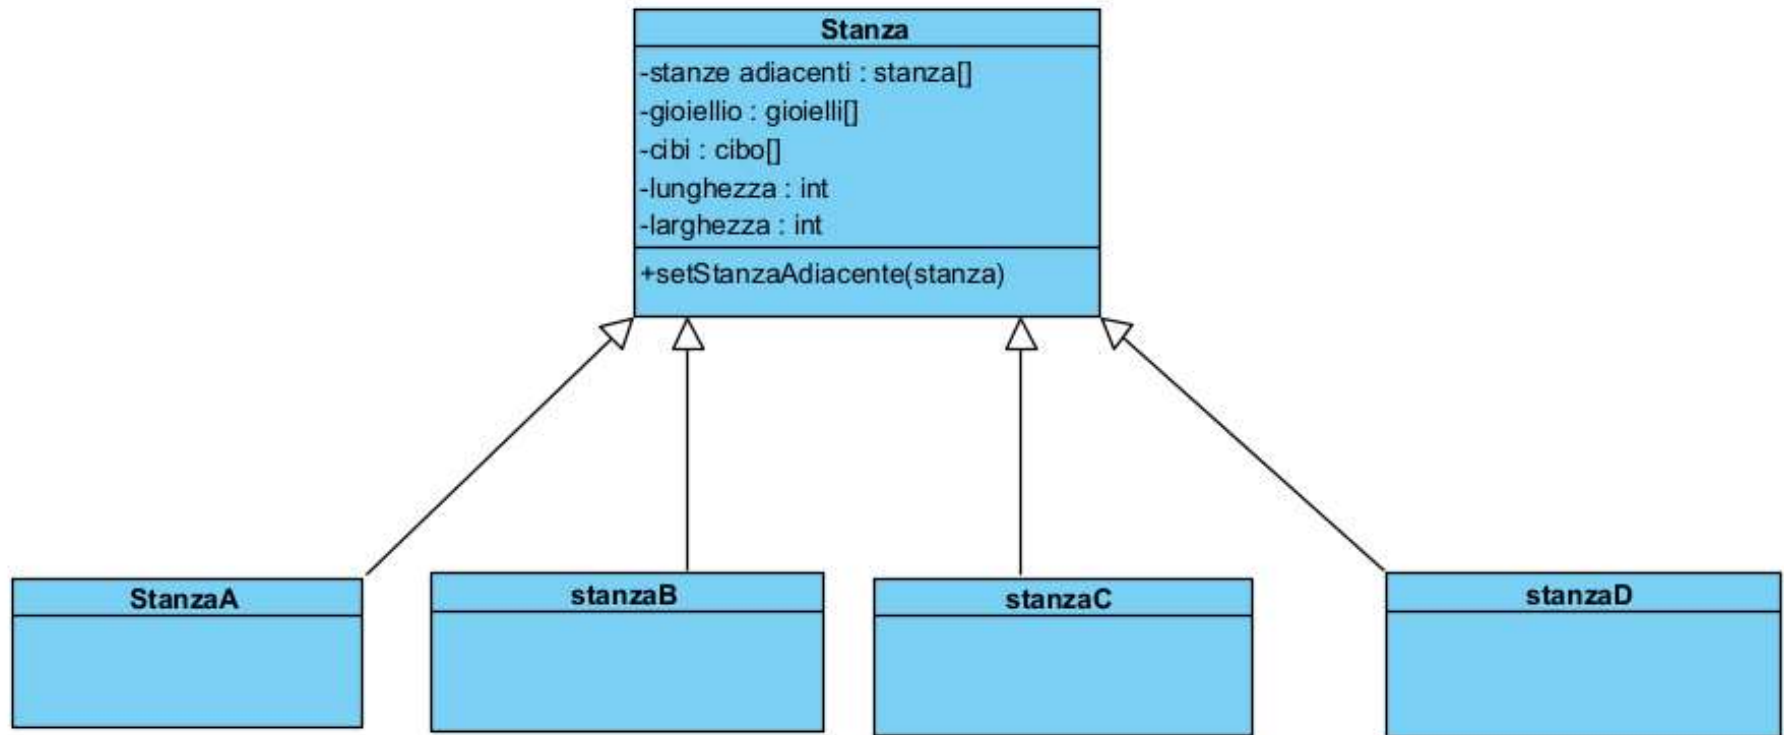 Stanza
-stanze adiacenti : stanza[]
-gioiellio : gioielli[]
-cibi : cibo[]
-lunghezza : int
-larghezza : int
+setStanzaAdiacente(stanza)
StanzaA
stanzaB
stanzaC
stanzaD